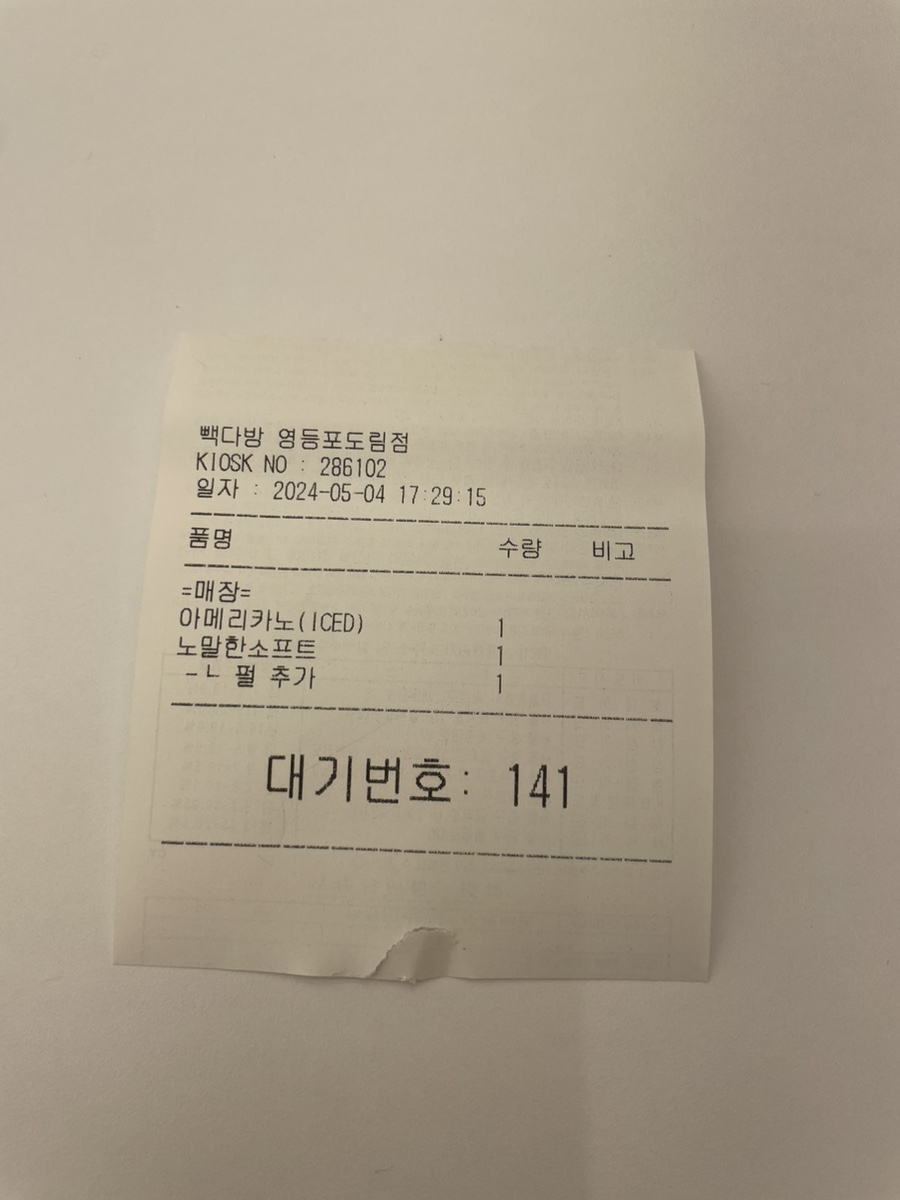 빽다방 영등포도림점
KIOSK NO : 286102
일자 : 2024-05-04 17:29:15
품명 수량 비고
=매장=
아메리카노(ICED) 1
노말한소프트 1
-ㄴ 펄 추가 1
대기번호: 141